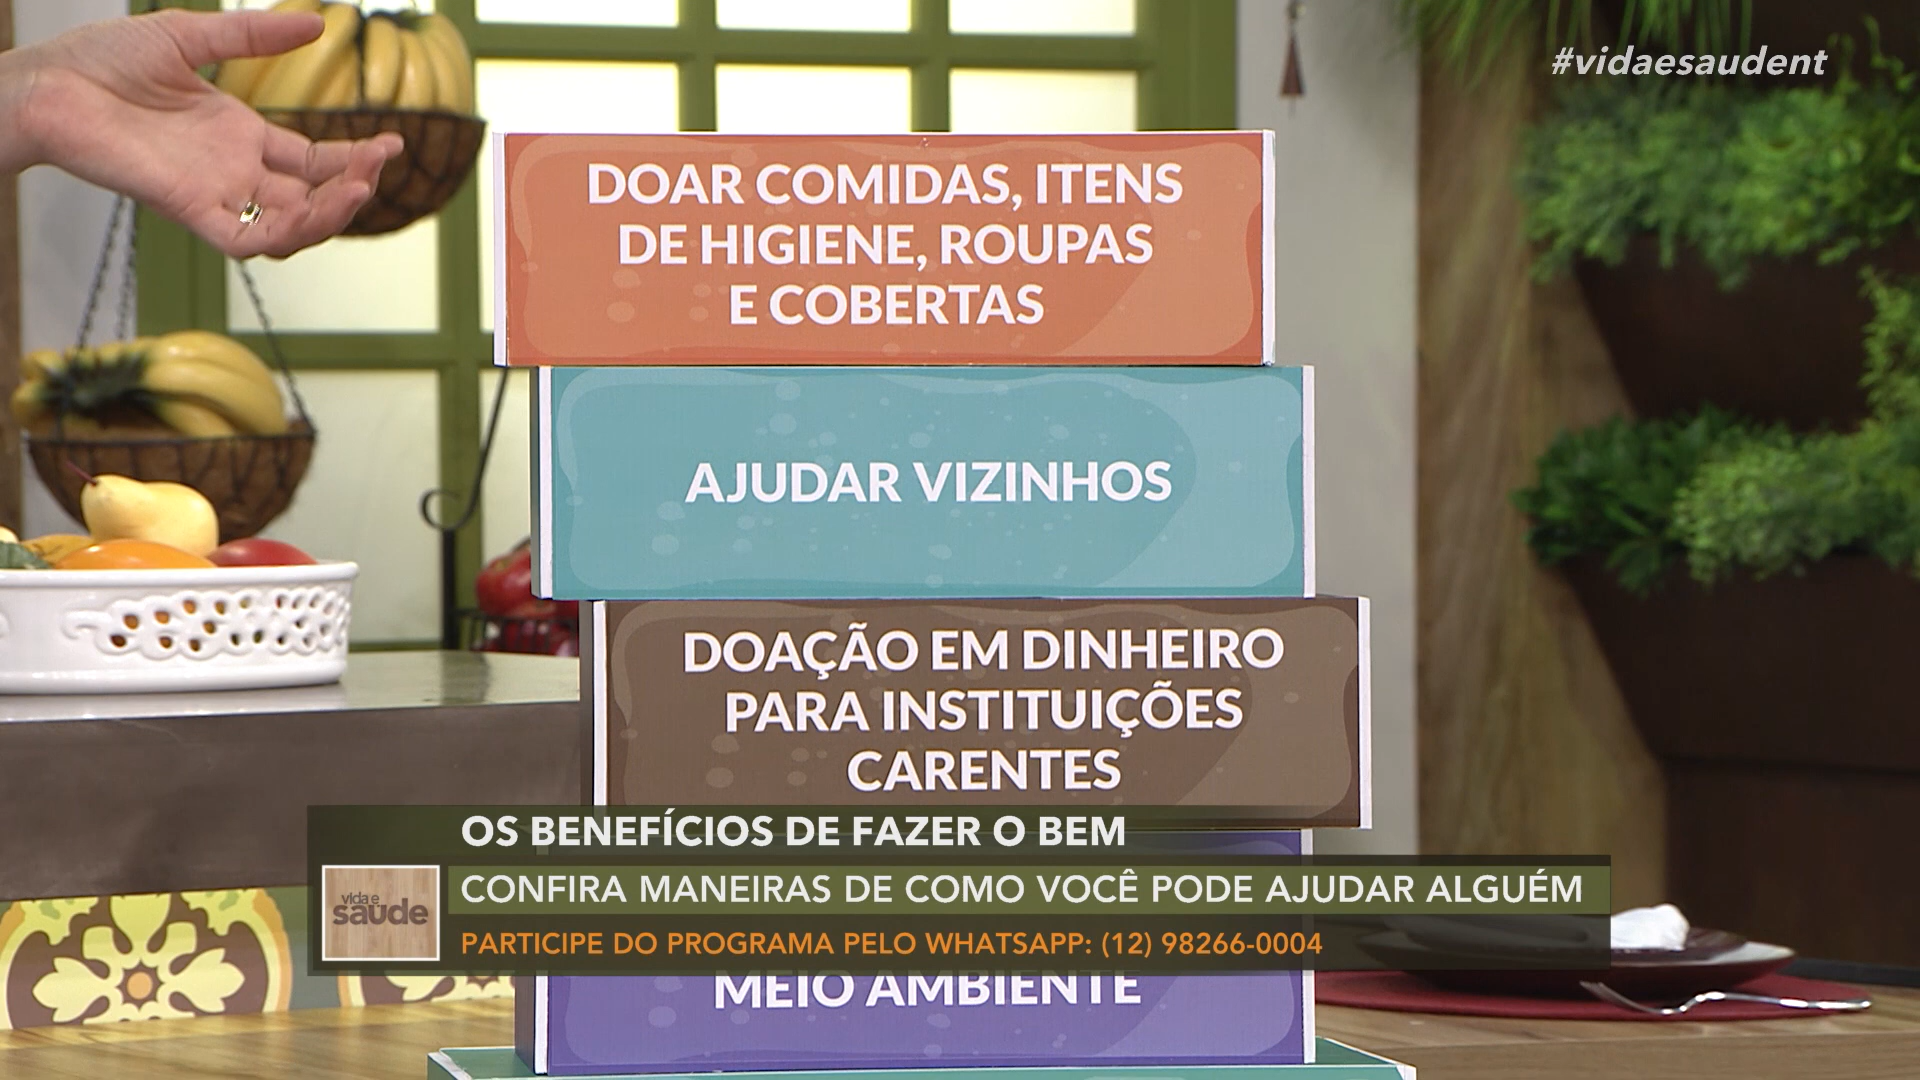 #vidaesaudent
DOAR COMIDAS, ITENS
DE HIGIENE, ROUPAS
E COBERTAS
AJUDAR VIZINHOS
DOAÇÃO EM DINHEIRO
PARA INSTITUIÇÕES
CARENTES
OS BENEFÍCIOS DE FAZER O BEM
vida e
saúde
CONFIRA MANEIRAS DE COMO VOCÊ PODE AJUDAR ALGUÉM
PARTICIPE DO PROGRAMA PELO WHATSAPP: (12) 98266-0004
MEIO AMBIENTE